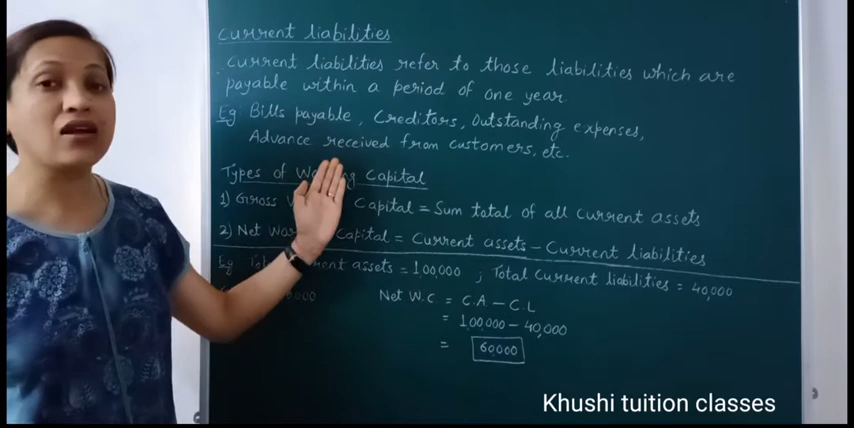 Current liabilities
Current liabilities refer to those liabilities which are
payable within a period of one year.
Eg Bills payable, Creditors, Outstanding expenses,
Advance received from customers, etc.
Types of Capital
1) Gross Capital = Sum total of all current assets
2) Net Capital = Current assets - Current liabilities
Eg assets = 1,00,000 ; Total Current liabilities = 40,000
Net W.C = C.A - C.L
= 1,00,000 - 40,000
= 60,000
Khushi tuition classes